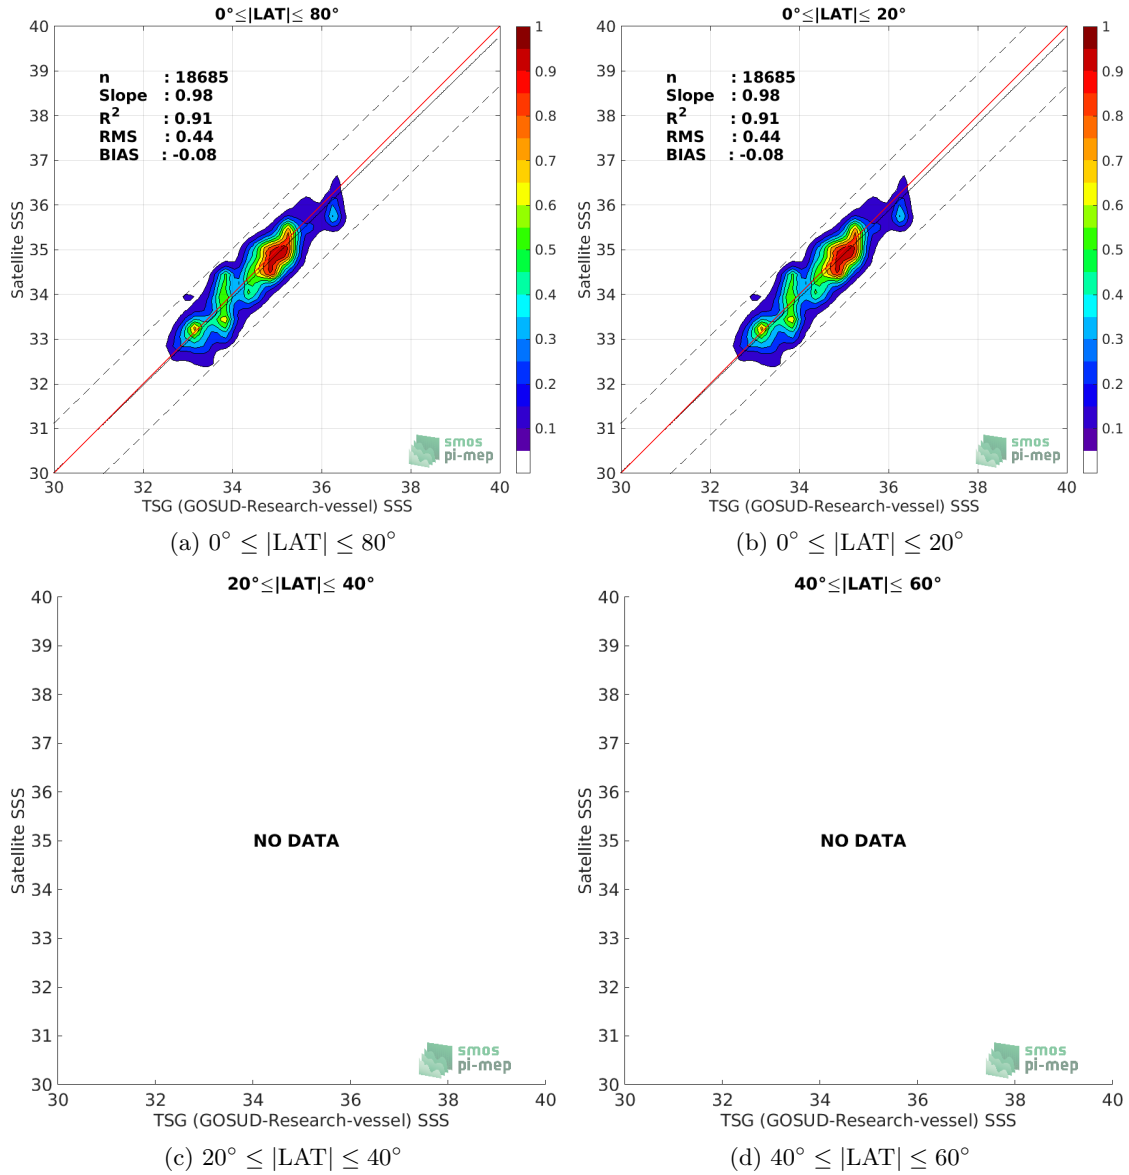 0°≤|LAT|≤ 80°
40
39
38
37
36
35
34
33
32
31
30
Satellite SSS
n : 18685
Slope : 0.98
R² : 0.91
RMS : 0.44
BIAS : -0.08
smos
pi-mep
30 32 34 36 38 40
TSG (GOSUD-Research-vessel) SSS
1
0.9
0.8
0.7
0.6
0.5
0.4
0.3
0.2
0.1
(a) 0° ≤ |LAT| ≤ 80°
0°≤|LAT|≤ 20°
40
39
38
37
36
35
34
33
32
31
30
Satellite SSS
n : 18685
Slope : 0.98
R² : 0.91
RMS : 0.44
BIAS : -0.08
smos
pi-mep
30 32 34 36 38 40
TSG (GOSUD-Research-vessel) SSS
1
0.9
0.8
0.7
0.6
0.5
0.4
0.3
0.2
0.1
(b) 0° ≤ |LAT| ≤ 20°
20°≤|LAT|≤ 40°
40
39
38
37
36
35
34
33
32
31
30
Satellite SSS
NO DATA
smos
pi-mep
30 32 34 36 38 40
TSG (GOSUD-Research-vessel) SSS
(c) 20° ≤ |LAT| ≤ 40°
40°≤|LAT|≤ 60°
40
39
38
37
36
35
34
33
32
31
30
Satellite SSS
NO DATA
smos
pi-mep
30 32 34 36 38 40
TSG (GOSUD-Research-vessel) SSS
(d) 40° ≤ |LAT| ≤ 60°